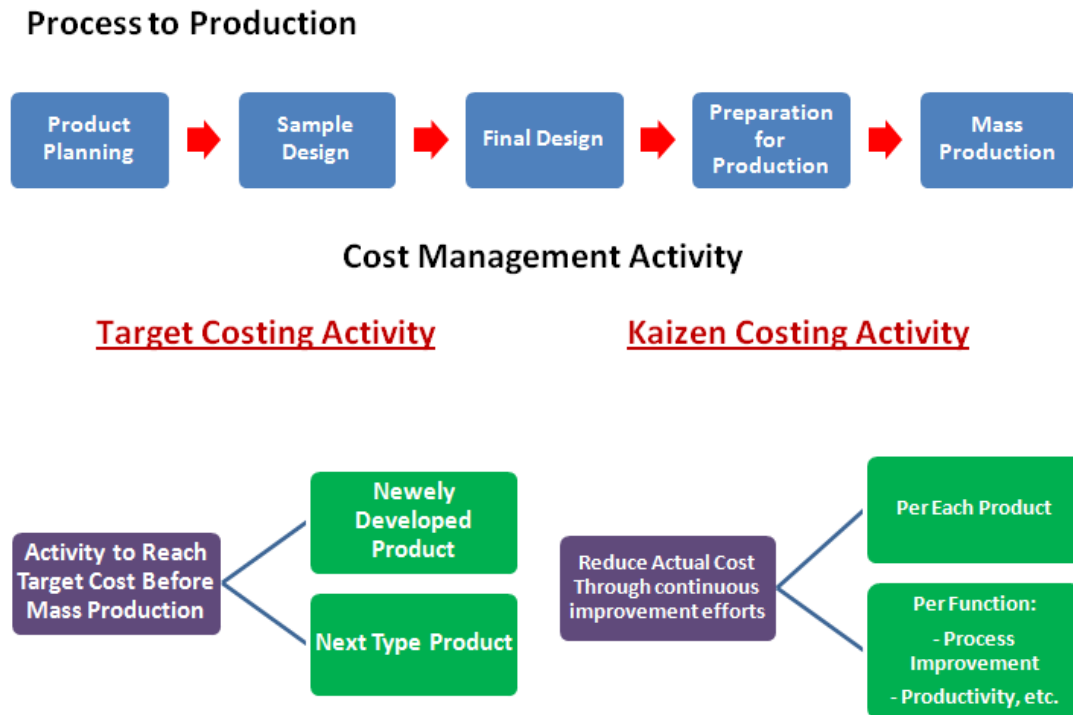 Process to Production
Product
Planning
Sample
Design
Final Design
Preparation
for
Production
Mass
Production
Cost Management Activity
Target Costing Activity
Kaizen Costing Activity
Activity to Reach
Target Cost Before
Mass Production
Newely
Developed
Product
Next Type Product
Reduce Actual Cost
Through continuous
improvement efforts
Per Each Product
Per Function:
- Process
Improvement
- Productivity, etc.